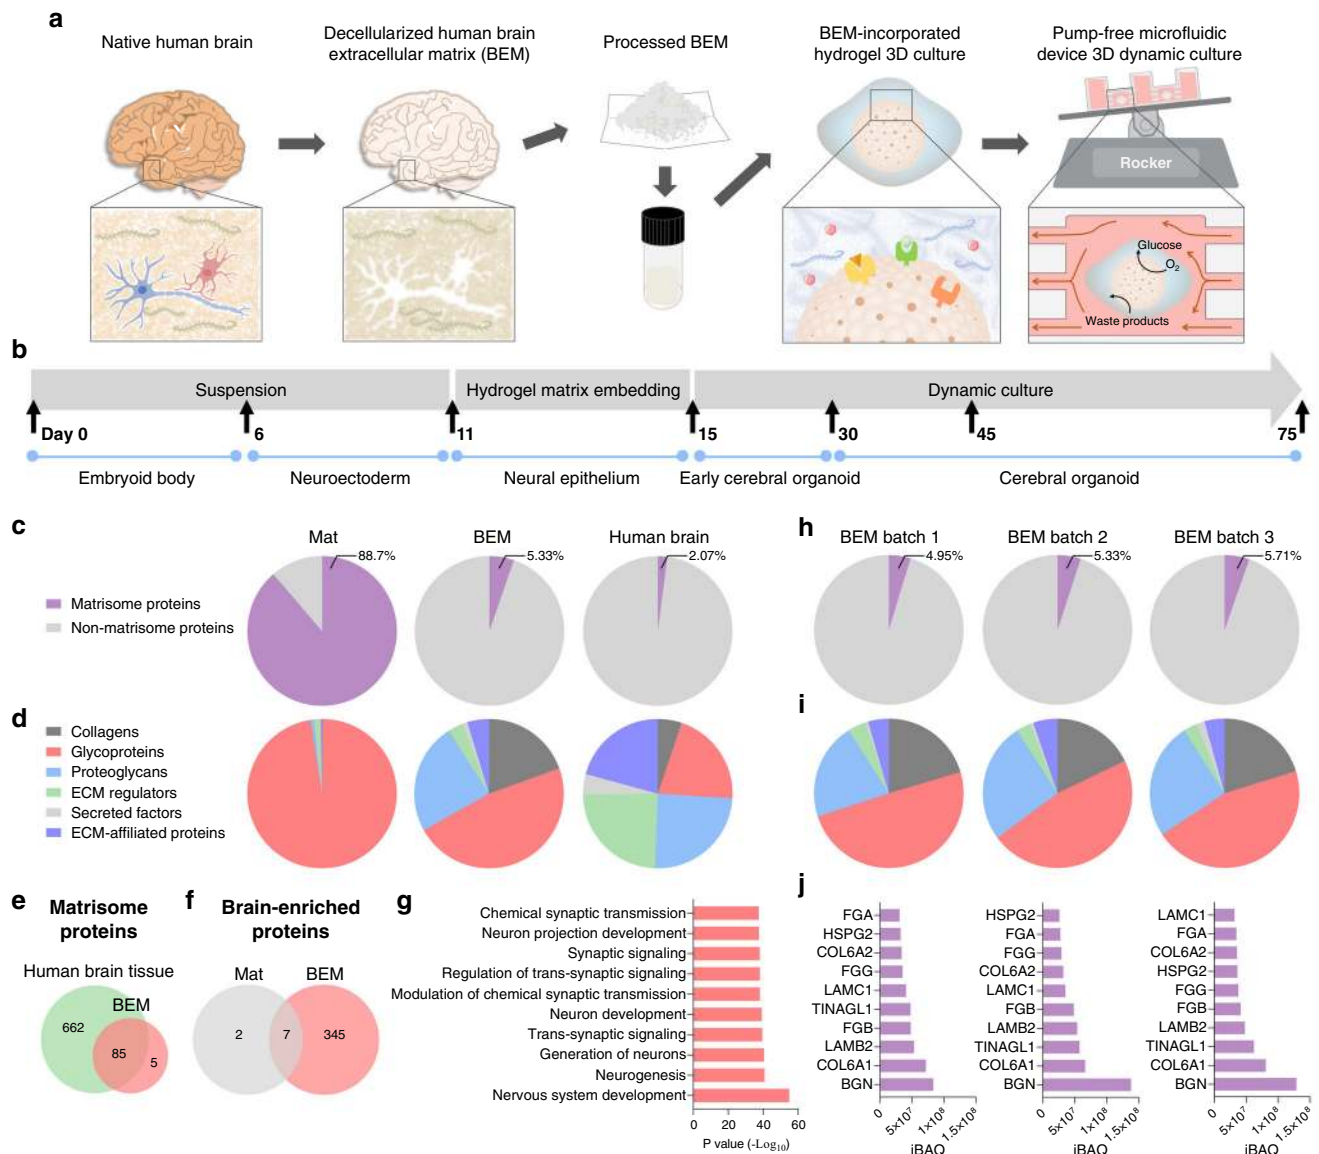 a
Native human brain
Decellularized human brain
extracellular matrix (BEM)
Processed BEM
BEM-incorporated
hydrogel 3D culture
Pump-free microfluidic
device 3D dynamic culture
Rocker
Glucose
O2
Waste products
b
Suspension
Hydrogel matrix embedding
Dynamic culture
Day 0
6
11
15
30
45
75
Embryoid body
Neuroectoderm
Neural epithelium
Early cerebral organoid
Cerebral organoid
c
Mat
88.7%
BEM
5.33%
Human brain
2.07%
Matrisome proteins
Non-matrisome proteins
h
BEM batch 1
4.95%
BEM batch 2
5.33%
BEM batch 3
5.71%
d
Collagens
Glycoproteins
Proteoglycans
ECM regulators
Secreted factors
ECM-affiliated proteins
i
e
Matrisome
proteins
Human brain tissue
BEM
662
85
5
f
Brain-enriched
proteins
Mat
BEM
2
7
345
g
Chemical synaptic transmission
Neuron projection development
Synaptic signaling
Regulation of trans-synaptic signaling
Modulation of chemical synaptic transmission
Neuron development
Trans-synaptic signaling
Generation of neurons
Neurogenesis
Nervous system development
0 20 40 60
P value (-Log10)
j
FGA
HSPG2
COL6A2
FGG
LAMC1
TINAGL1
FGB
LAMB2
COL6A1
BGN
0 5×10⁷ 1×10⁸ 1.5×10⁸
iBAQ
HSPG2
FGA
FGG
COL6A2
LAMC1
FGB
LAMB2
TINAGL1
COL6A1
BGN
0 5×10⁷ 1×10⁸ 1.5×10⁸
iBAQ
LAMC1
FGA
COL6A2
HSPG2
FGG
FGB
LAMB2
TINAGL1
COL6A1
BGN
0 5×10⁷ 1×10⁸ 1.5×10⁸
iBAQ